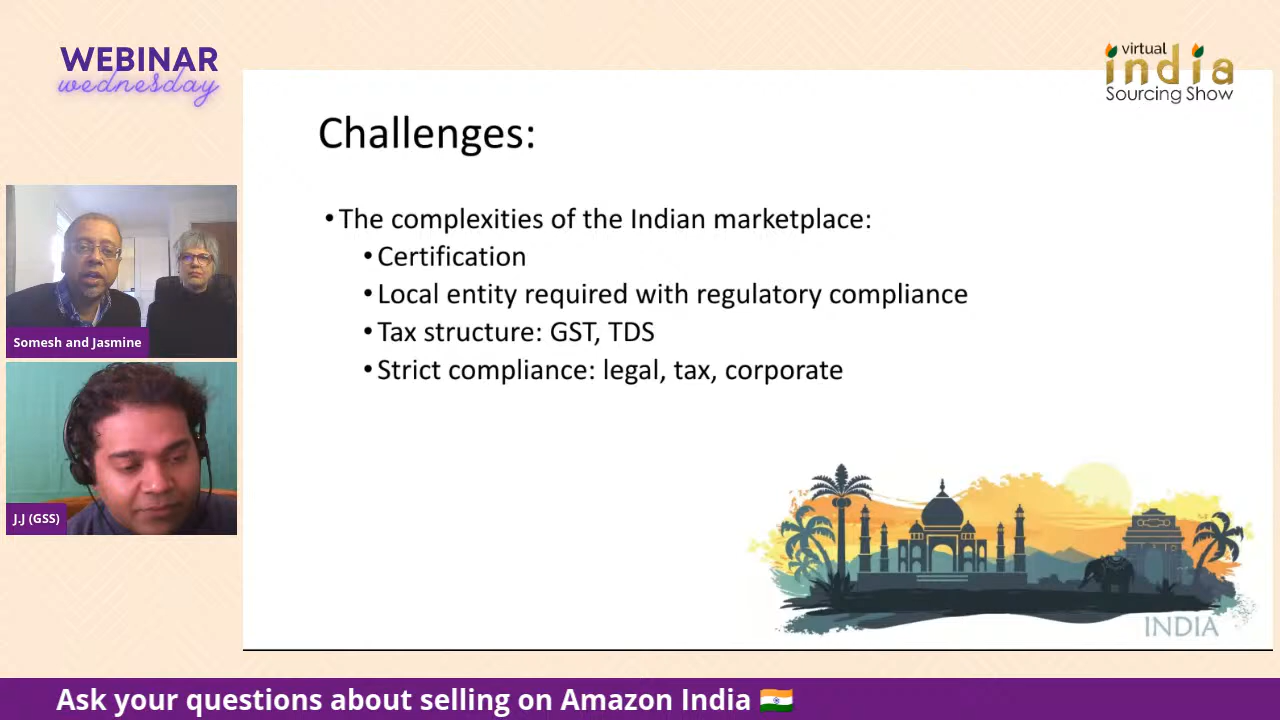 WEBINAR
wednesday
virtual
india
Sourcing Show
Challenges:
• The complexities of the Indian marketplace:
• Certification
• Local entity required with regulatory compliance
• Tax structure: GST, TDS
• Strict compliance: legal, tax, corporate
Somesh and Jasmine
J.J (GSS)
INDIA
Ask your questions about selling on Amazon India 🇮🇳